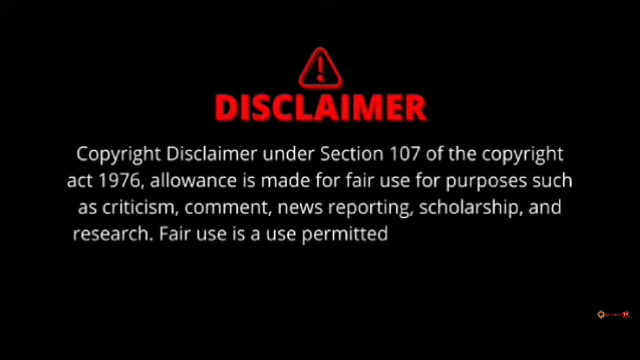 DISCLAIMER
Copyright Disclaimer under Section 107 of the copyright
act 1976, allowance is made for fair use for purposes such
as criticism, comment, news reporting, scholarship, and
research. Fair use is a use permitted